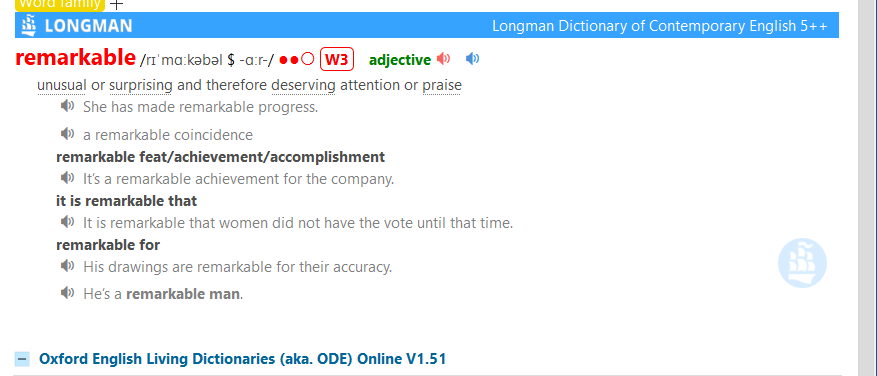 Word family +
LONGMAN Longman Dictionary of Contemporary English 5++
remarkable /rɪˈmɑːkəbəl $ -ɑːr-/ ●●○ W3 adjective
unusual or surprising and therefore deserving attention or praise
She has made remarkable progress.
a remarkable coincidence
remarkable feat/achievement/accomplishment
It’s a remarkable achievement for the company.
it is remarkable that
It is remarkable that women did not have the vote until that time.
remarkable for
His drawings are remarkable for their accuracy.
He’s a remarkable man.
− Oxford English Living Dictionaries (aka. ODE) Online V1.51